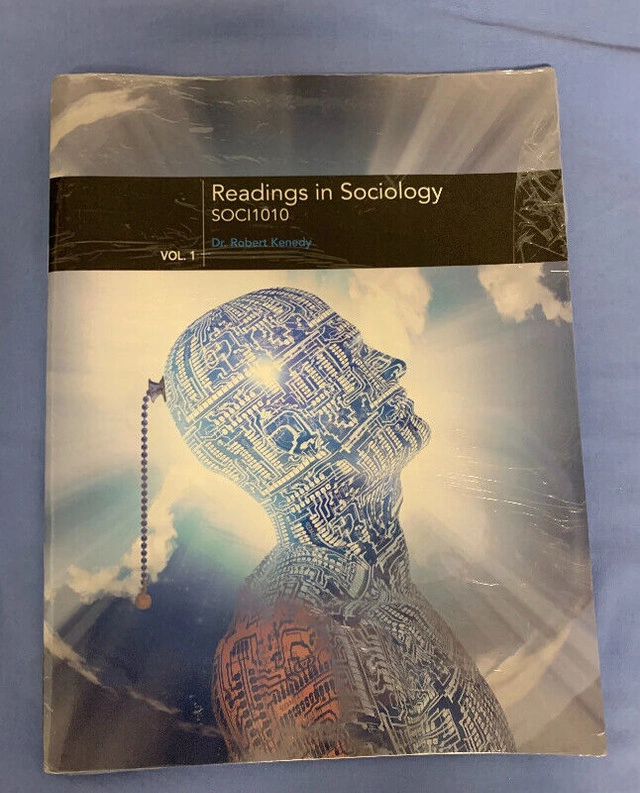 Readings in Sociology
SOCI1010
Dr. Robert Kenedy
VOL. 1